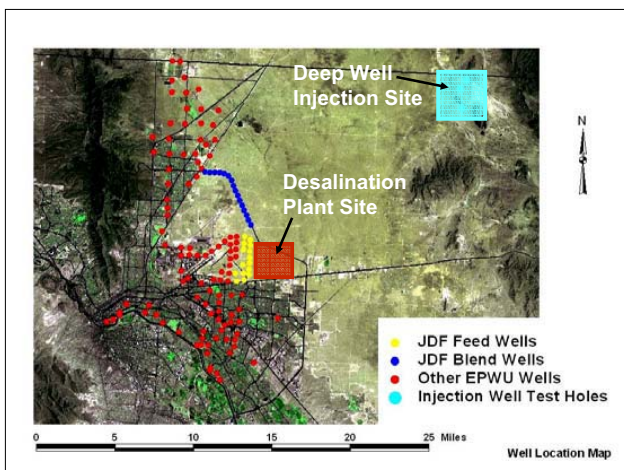 Deep Well
Injection Site
N
Desalination
Plant Site
JDF Feed Wells
JDF Blend Wells
Other EPWU Wells
Injection Well Test Holes
0 5 10 15 20 25 Miles
Well Location Map